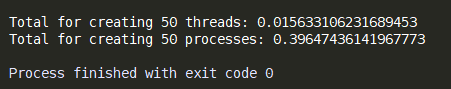 Total for creating 50 threads: 0.015633106231689453
Total for creating 50 processes: 0.39647436141967773
Process finished with exit code 0